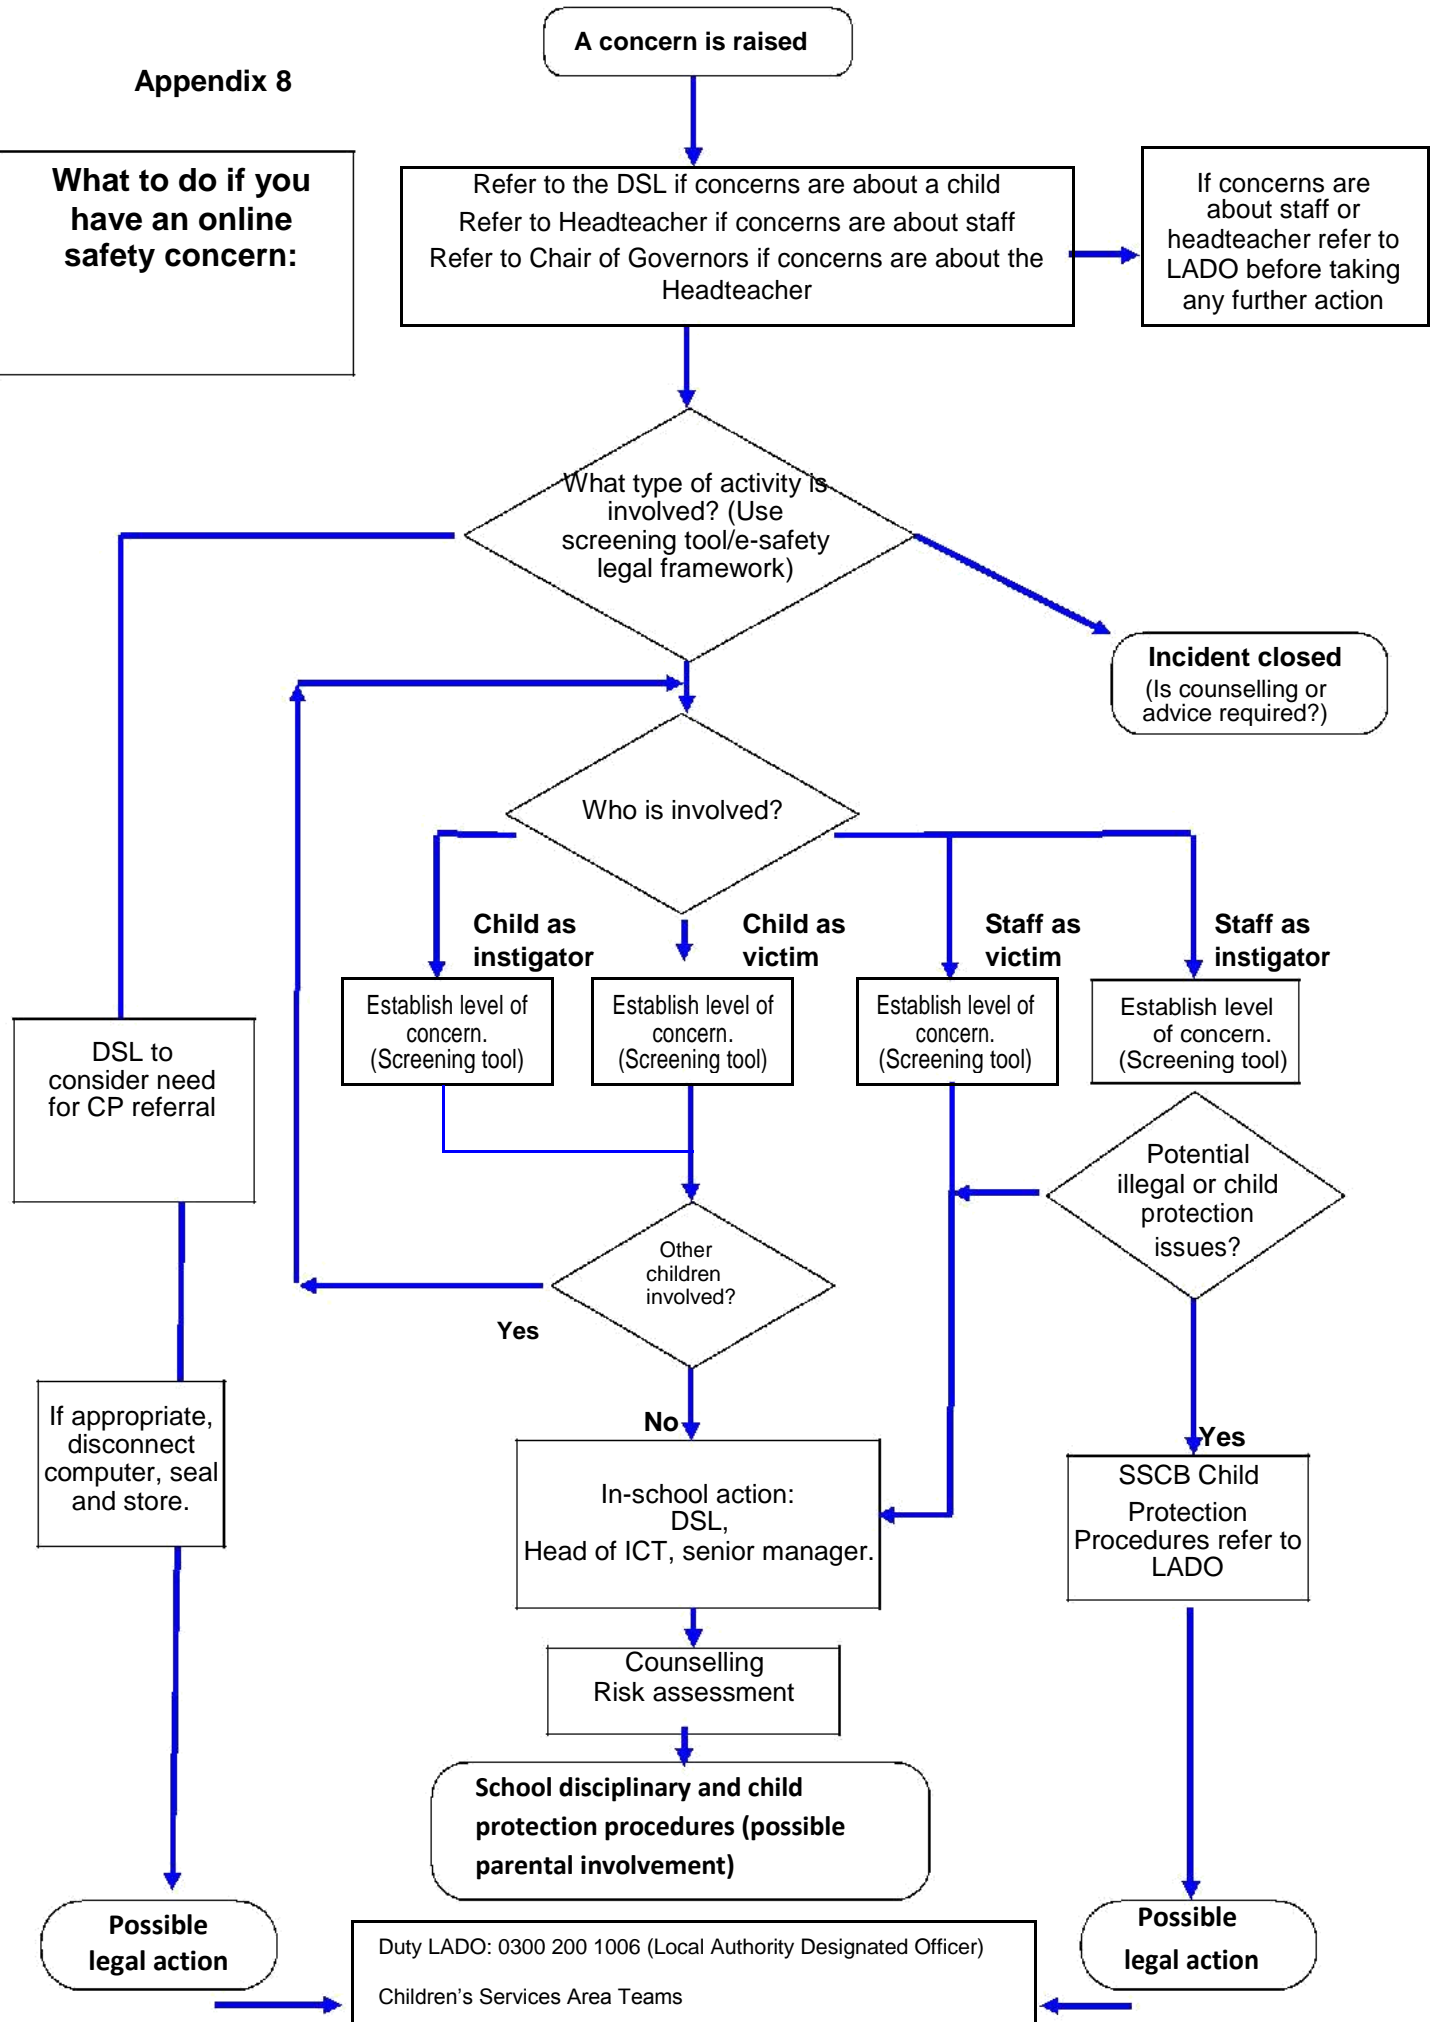 A concern is raised
Appendix 8
What to do if you
have an online
safety concern:
Refer to the DSL if concerns are about a child
Refer to Headteacher if concerns are about staff
Refer to Chair of Governors if concerns are about the
Headteacher
If concerns are
about staff or
headteacher refer to
LADO before taking
any further action
What type of activity is
involved? (Use
screening tool/e-safety
legal framework)
Incident closed
(Is counselling or
advice required?)
Who is involved?
Child as
instigator
Child as
victim
Staff as
victim
Staff as
instigator
Establish level of
concern.
(Screening tool)
Establish level of
concern.
(Screening tool)
Establish level of
concern.
(Screening tool)
Establish level
of concern.
(Screening tool)
DSL to
consider need
for CP referral
Potential
illegal or child
protection
issues?
Other
children
involved?
Yes
If appropriate,
disconnect
computer, seal
and store.
No
Yes
In-school action:
DSL,
Head of ICT, senior manager.
SSCB Child
Protection
Procedures refer to
LADO
Counselling
Risk assessment
School disciplinary and child
protection procedures (possible
parental involvement)
Possible
legal action
Possible
legal action
Duty LADO: 0300 200 1006 (Local Authority Designated Officer)
Children's Services Area Teams